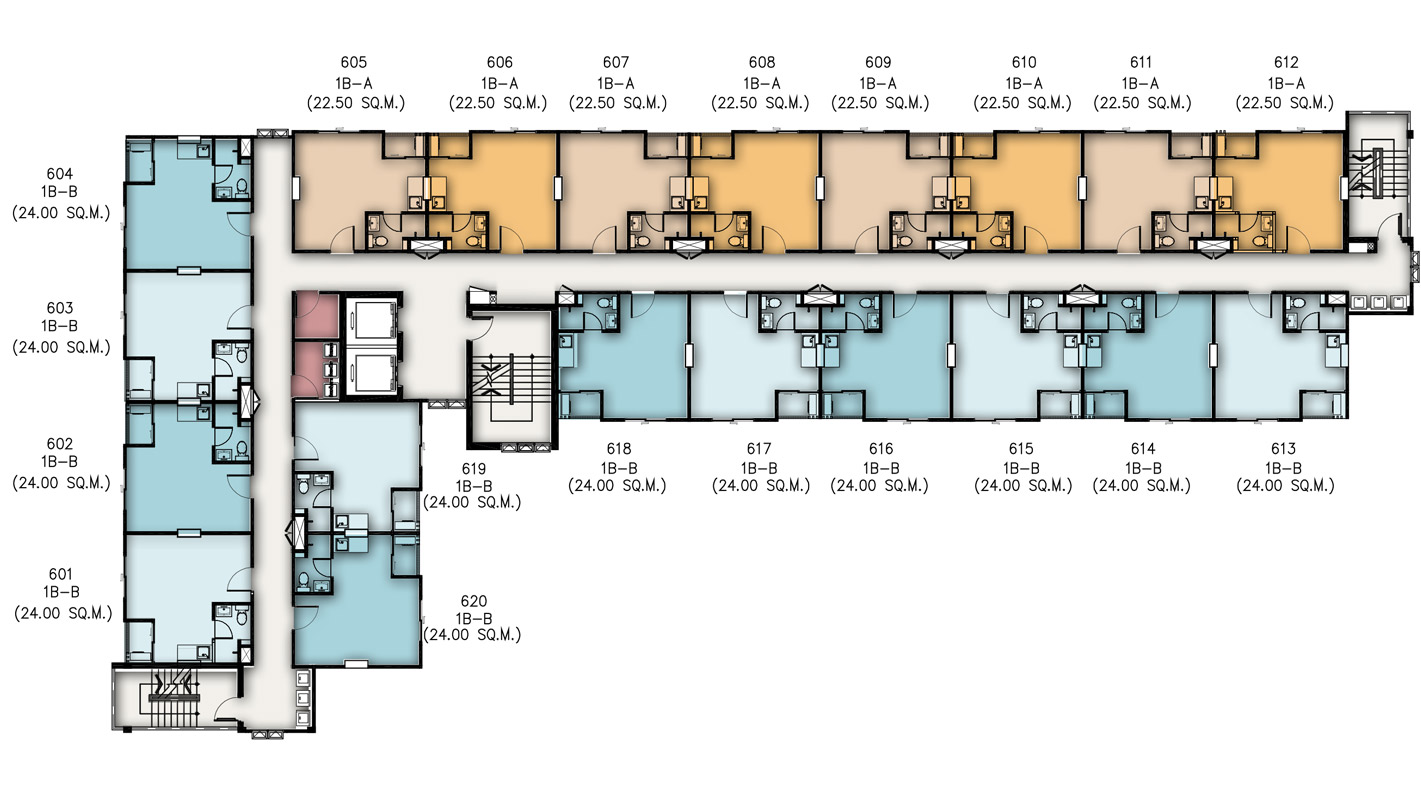 605
1B-A
(22.50 SQ.M.)
606
1B-A
(22.50 SQ.M.)
607
1B-A
(22.50 SQ.M.)
608
1B-A
(22.50 SQ.M.)
609
1B-A
(22.50 SQ.M.)
610
1B-A
(22.50 SQ.M.)
611
1B-A
(22.50 SQ.M.)
612
1B-A
(22.50 SQ.M.)
604
1B-B
(24.00 SQ.M.)
603
1B-B
(24.00 SQ.M.)
602
1B-B
(24.00 SQ.M.)
601
1B-B
(24.00 SQ.M.)
619
1B-B
(24.00 SQ.M.)
620
1B-B
(24.00 SQ.M.)
618
1B-B
(24.00 SQ.M.)
617
1B-B
(24.00 SQ.M.)
616
1B-B
(24.00 SQ.M.)
615
1B-B
(24.00 SQ.M.)
614
1B-B
(24.00 SQ.M.)
613
1B-B
(24.00 SQ.M.)